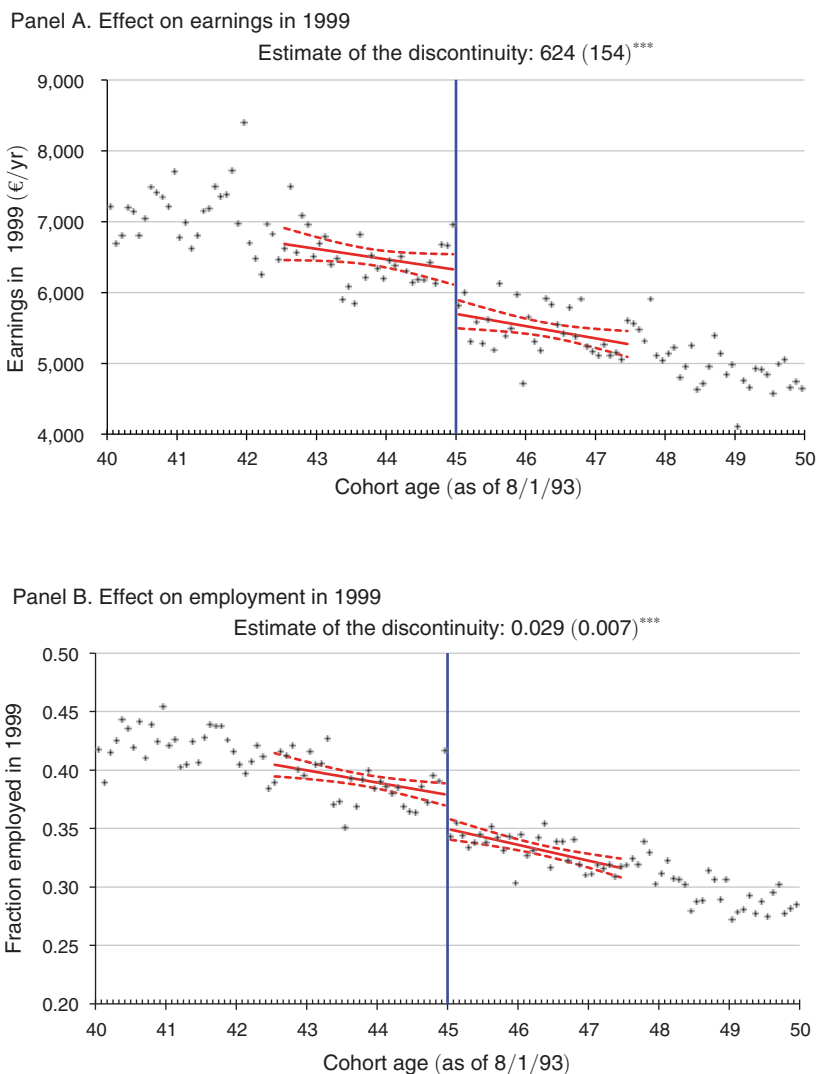 Panel A. Effect on earnings in 1999
Estimate of the discontinuity: 624 (154)***
Earnings in 1999 (€/yr)
9,000
8,000
7,000
6,000
5,000
4,000
40 41 42 43 44 45 46 47 48 49 50
Cohort age (as of 8/1/93)
Panel B. Effect on employment in 1999
Estimate of the discontinuity: 0.029 (0.007)***
Fraction employed in 1999
0.50
0.45
0.40
0.35
0.30
0.25
0.20
40 41 42 43 44 45 46 47 48 49 50
Cohort age (as of 8/1/93)